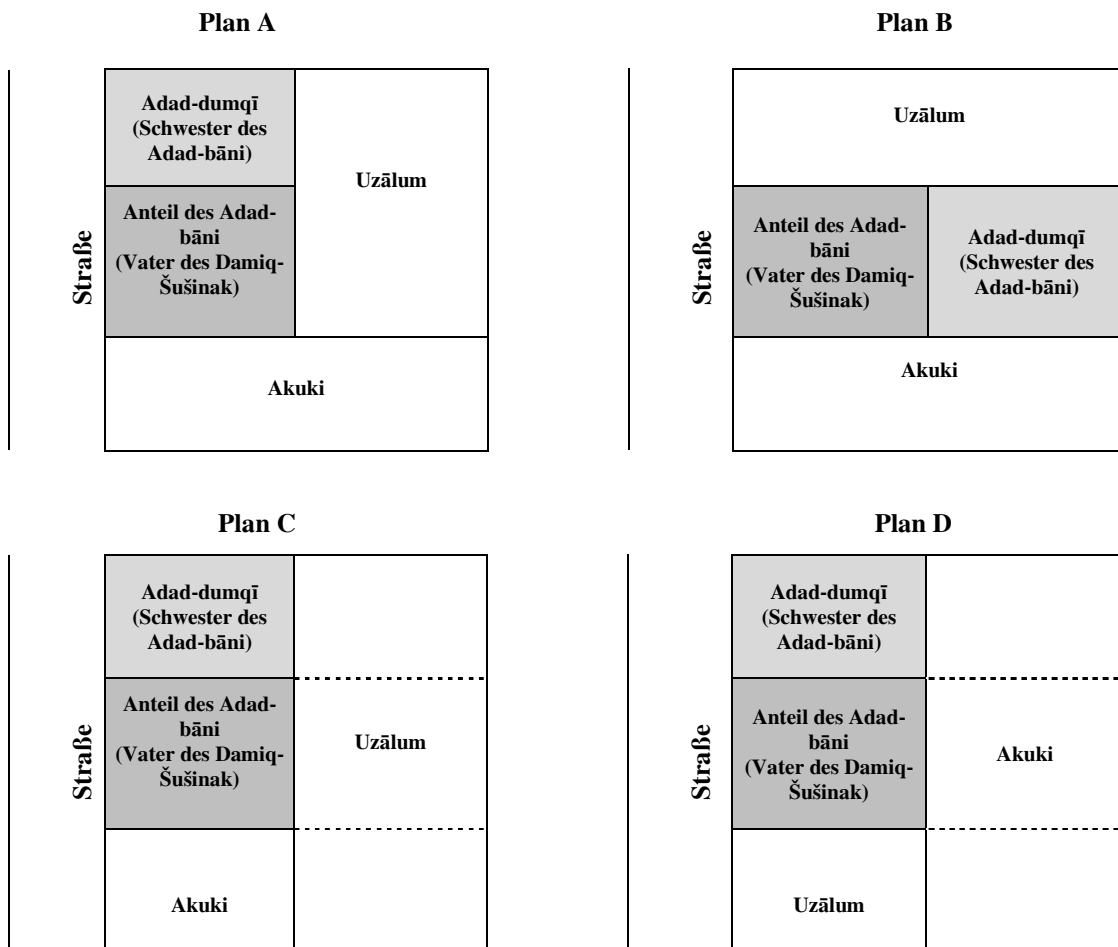 Plan A
Adad-dumqī
(Schwester des
Adad-bāni)
Uzālum
Anteil des Adad-
bāni
(Vater des Damiq-
Šušinak)
Straße
Akuki
Plan B
Uzālum
Anteil des Adad-
bāni
(Vater des Damiq-
Šušinak)
Adad-dumqī
(Schwester des
Adad-bāni)
Straße
Akuki
Plan C
Adad-dumqī
(Schwester des
Adad-bāni)
Anteil des Adad-
bāni
(Vater des Damiq-
Šušinak)
Uzālum
Straße
Akuki
Plan D
Adad-dumqī
(Schwester des
Adad-bāni)
Anteil des Adad-
bāni
(Vater des Damiq-
Šušinak)
Akuki
Straße
Uzālum